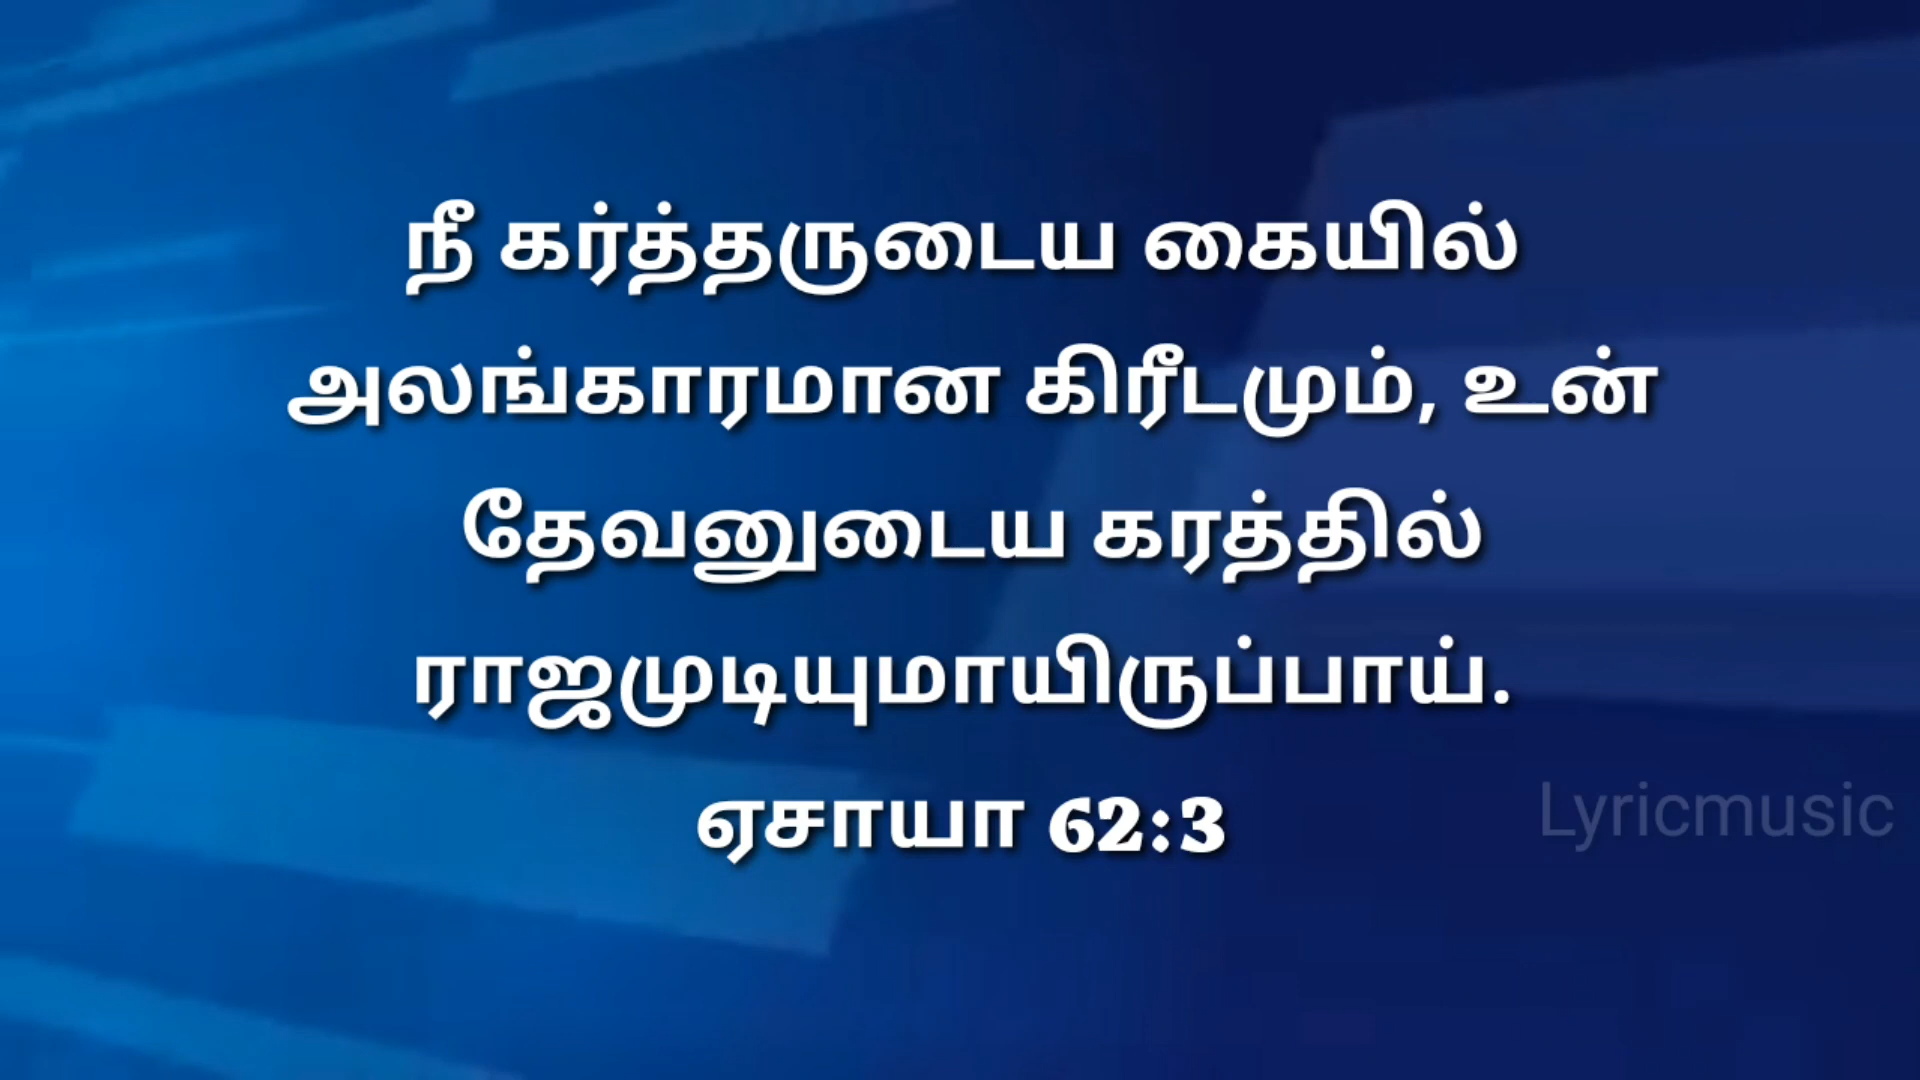 நீ கர்த்தருடைய கையில்
அலங்காரமான கிரீடமும், உன்
தேவனுடைய கரத்தில்
ராஜமுடியுமாயிருப்பாய்.
ஏசாயா 62:3
Lyricmusic